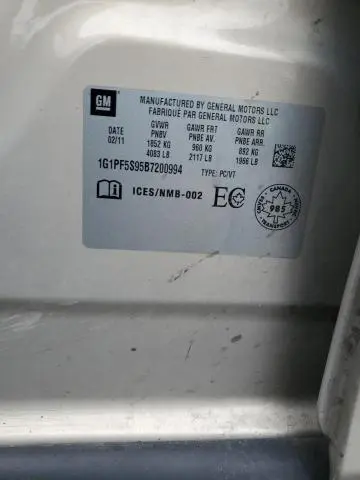 GM
MANUFACTURED BY GENERAL MOTORS LLC
FABRIQUÉ PAR GENERAL MOTORS LLC
DATE GVWR GAWR FRT GAWR RR
02/11 PNBV PNBE AV. PNBE ARR.
1852 KG 960 KG 892 KG
4083 LB 2117 LB 1966 LB
1G1PF5S95B7200994 TYPE: PC/VT
ICES/NMB-002 EC
CANADA
985
TRANSPORT